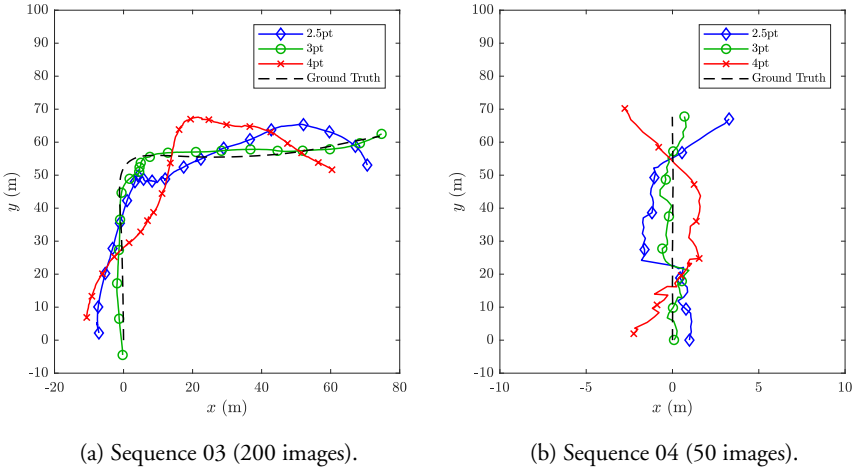 100
90
80
70
60
50
40
30
20
10
0
-10
y (m)
-20
0
20
40
60
80
x (m)
2.5pt
3pt
4pt
Ground Truth
(a) Sequence 03 (200 images).
100
90
80
70
60
50
40
30
20
10
0
-10
y (m)
-10
-5
0
5
10
x (m)
2.5pt
3pt
4pt
Ground Truth
(b) Sequence 04 (50 images).